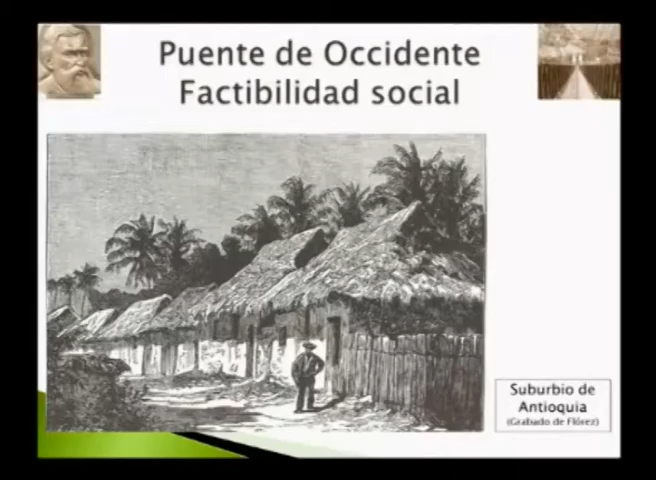 Puente de Occidente
Factibilidad social
Suburbio de
Antioquia
(Grabado de Flórez)